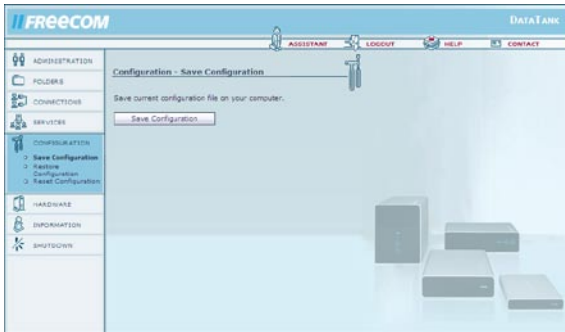 FREECOM
DATATANK
ASSISTANT LOGOUT HELP CONTACT
ADMINISTRATION
FOLDERS
CONNECTIONS
SERVICES
CONFIGURATION
Save Configuration
Restore
Configuration
Reset Configuration
HARDWARE
INFORMATION
SHUTDOWN
Configuration - Save Configuration
Save current configuration file on your computer.
Save Configuration